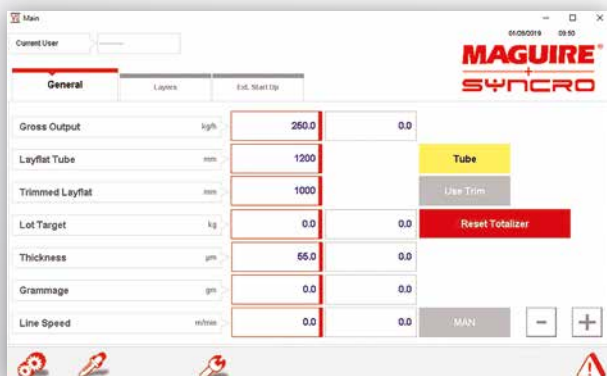 Main
01/08/2019 09:50
Current User --------
MAGUIRE®
+
SYNCRO
General Layers Ext. Start Up
Gross Output kg/h 250.0 0.0
Layflat Tube mm 1200 Tube
Trimmed Layflat mm 1000 Use Trim
Lot Target kg 0.0 0.0 Reset Totalizer
Thickness µm 55.0 0.0
Grammage gm 0.0 0.0
Line Speed m/min 0.0 0.0 MAN - +